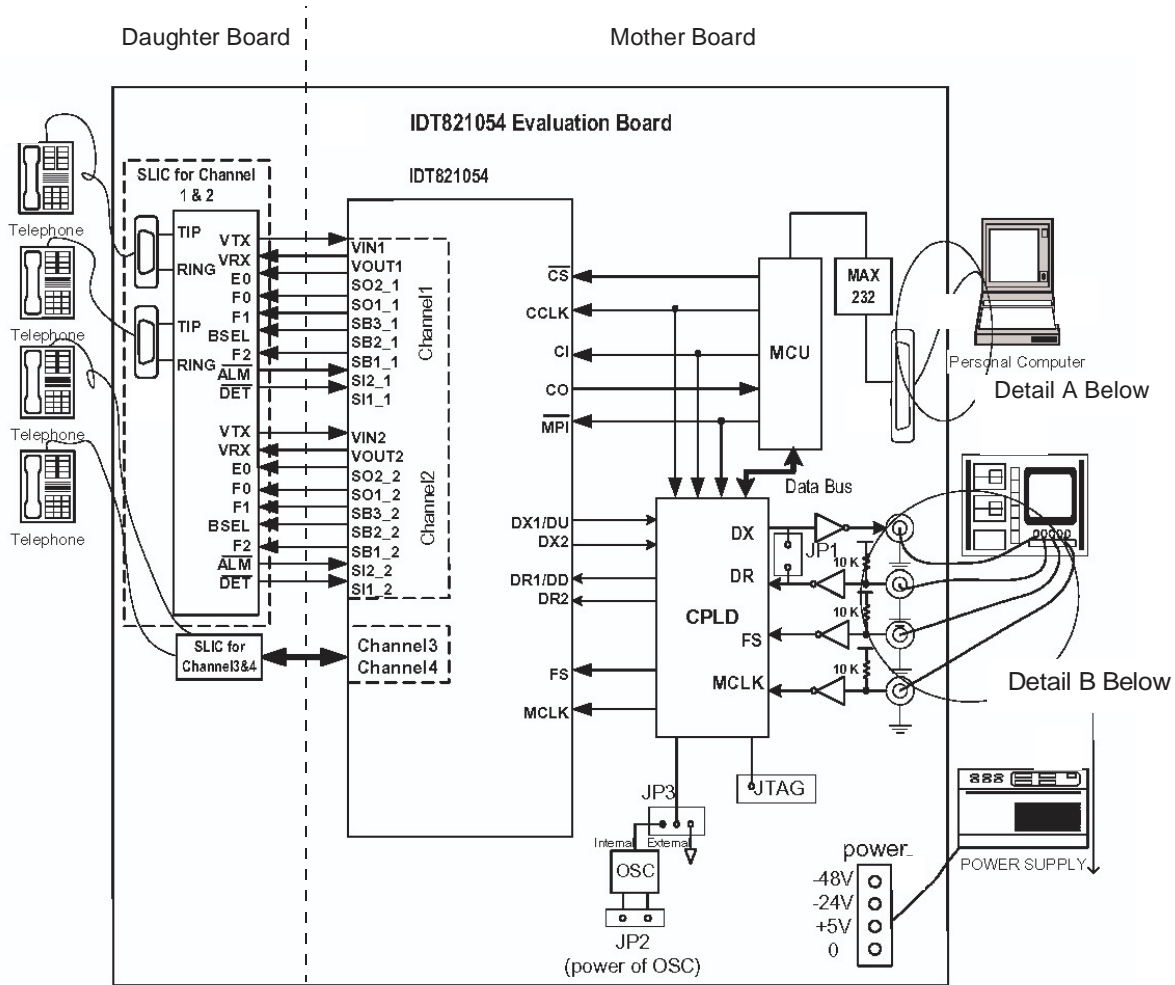 Daughter Board
Mother Board
IDT821054 Evaluation Board
SLIC for Channel
1 & 2
IDT821054
Telephone
Telephone
Telephone
Telephone
TIP
RING
TIP
RING
VTX
VRX
E0
F0
F1
BSEL
F2
ALM
DET
VTX
VRX
E0
F0
F1
BSEL
F2
ALM
DET
VIN1
VOUT1
SO2_1
SO1_1
SB3_1
SB2_1
SB1_1
SI2_1
SI1_1
Channel1
VIN2
VOUT2
SO2_2
SO1_2
SB3_2
SB2_2
SB1_2
SI2_2
SI1_2
Channel2
SLIC for
Channel3&4
Channel3
Channel4
CS
CCLK
CI
CO
MPI
DX1/DU
DX2
DR1/DD
DR2
FS
MCLK
MCU
MAX
232
Personal Computer
Detail A Below
Data Bus
DX
JP1
DR
CPLD
FS
MCLK
10 K
10 K
10 K
Detail B Below
JTAG
JP3
Internal
External
OSC
JP2
(power of OSC)
power
-48V
-24V
+5V
0
POWER SUPPLY